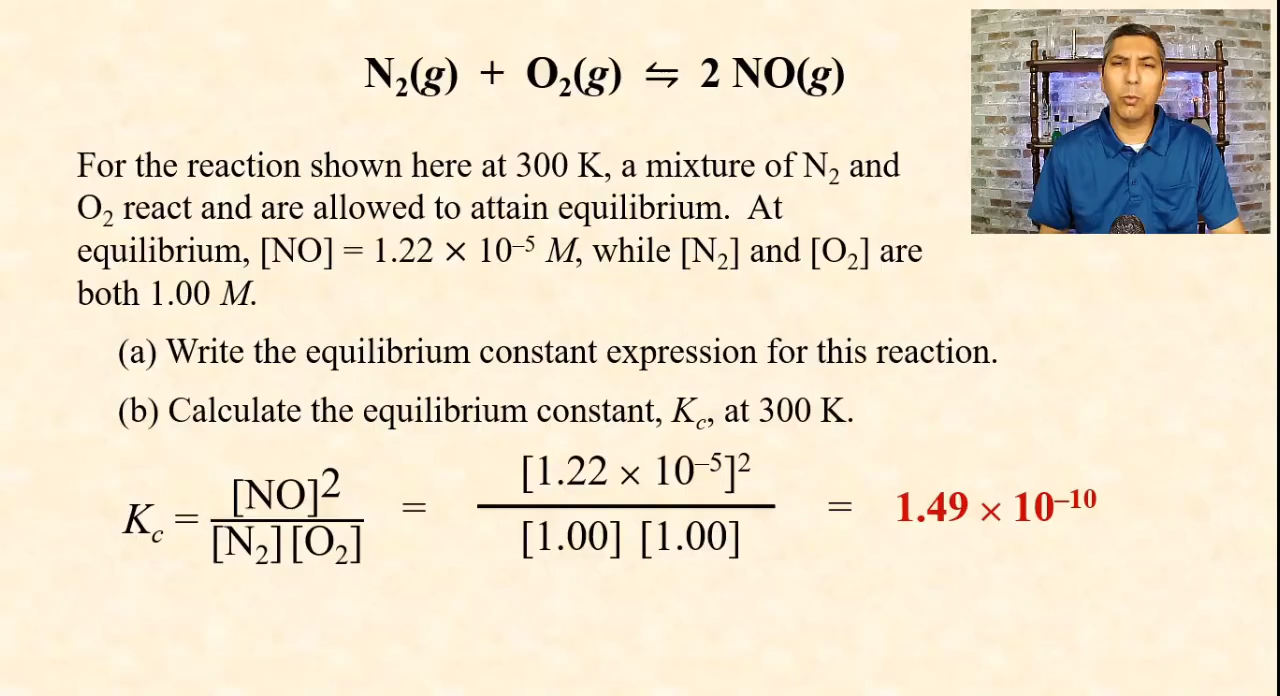 N₂(g) + O₂(g) ⇋ 2 NO(g)
For the reaction shown here at 300 K, a mixture of N₂ and
O₂ react and are allowed to attain equilibrium. At
equilibrium, [NO] = 1.22 × 10⁻⁵ M, while [N₂] and [O₂] are
both 1.00 M.
(a) Write the equilibrium constant expression for this reaction.
(b) Calculate the equilibrium constant, K꜀, at 300 K.
K꜀ = [NO]² / [N₂][O₂] = [1.22 × 10⁻⁵]² / [1.00] [1.00] = 1.49 × 10⁻¹⁰